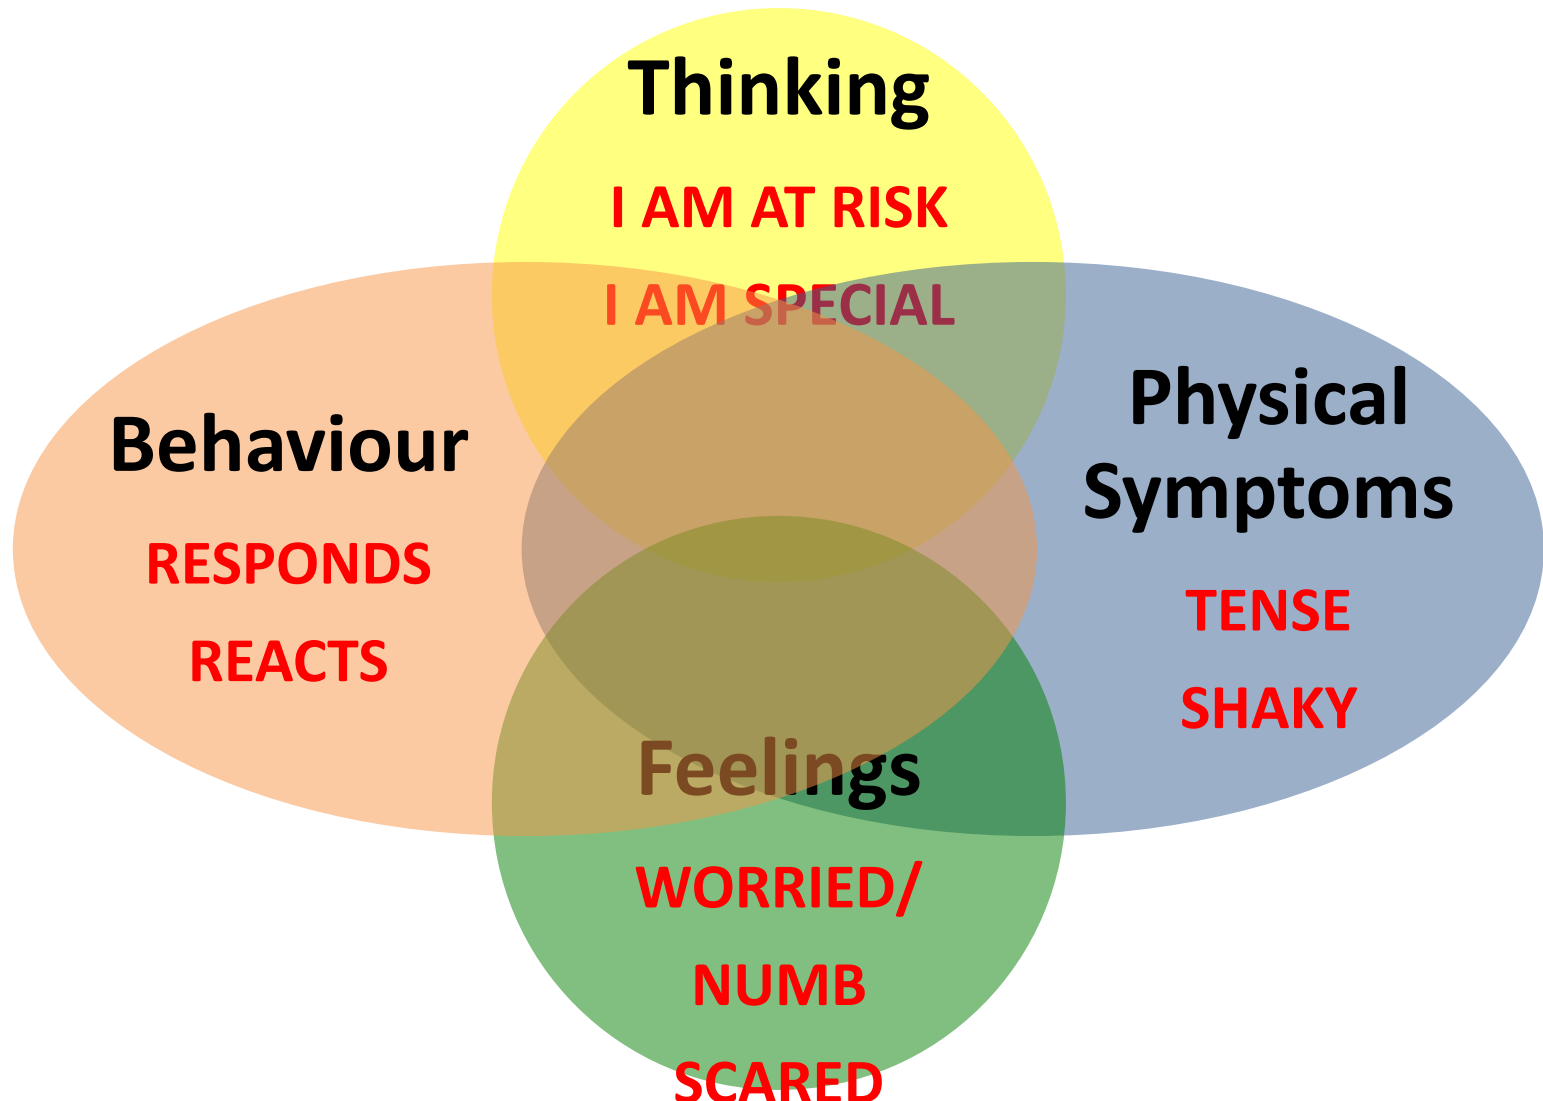 Thinking
I AM AT RISK
I AM SPECIAL
Behaviour
RESPONDS
REACTS
Physical
Symptoms
TENSE
SHAKY
Feelings
WORRIED/
NUMB
SCARED